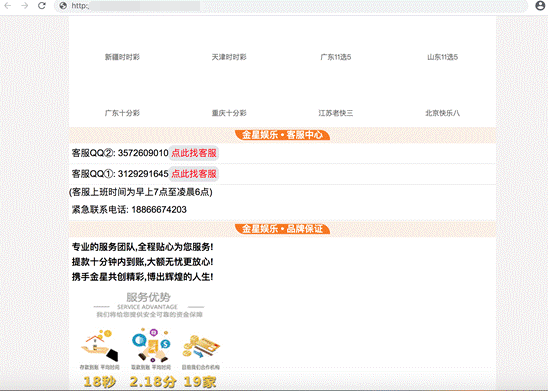 http:
新疆时时彩 天津时时彩 广东11选5 山东11选5
广东十分彩 重庆十分彩 江苏老快三 北京快乐八
金星娱乐 • 客服中心
客服QQ②: 3572609010 点此找客服
客服QQ①: 3129291645 点此找客服
(客服上班时间为早上7点至凌晨6点)
紧急联系电话: 18866674203
金星娱乐 • 品牌保证
专业的服务团队,全程贴心为您服务!
提款十分钟内到账,大额无忧更放心!
携手金星共创精彩,博出辉煌的人生!
服务优势
SERVICE ADVANTAGE
我们将给您提供安全可靠的资金保障
存款到账 平均时间 取款到账 平均时间 目前我们合作机构
18秒 2.18分 19家